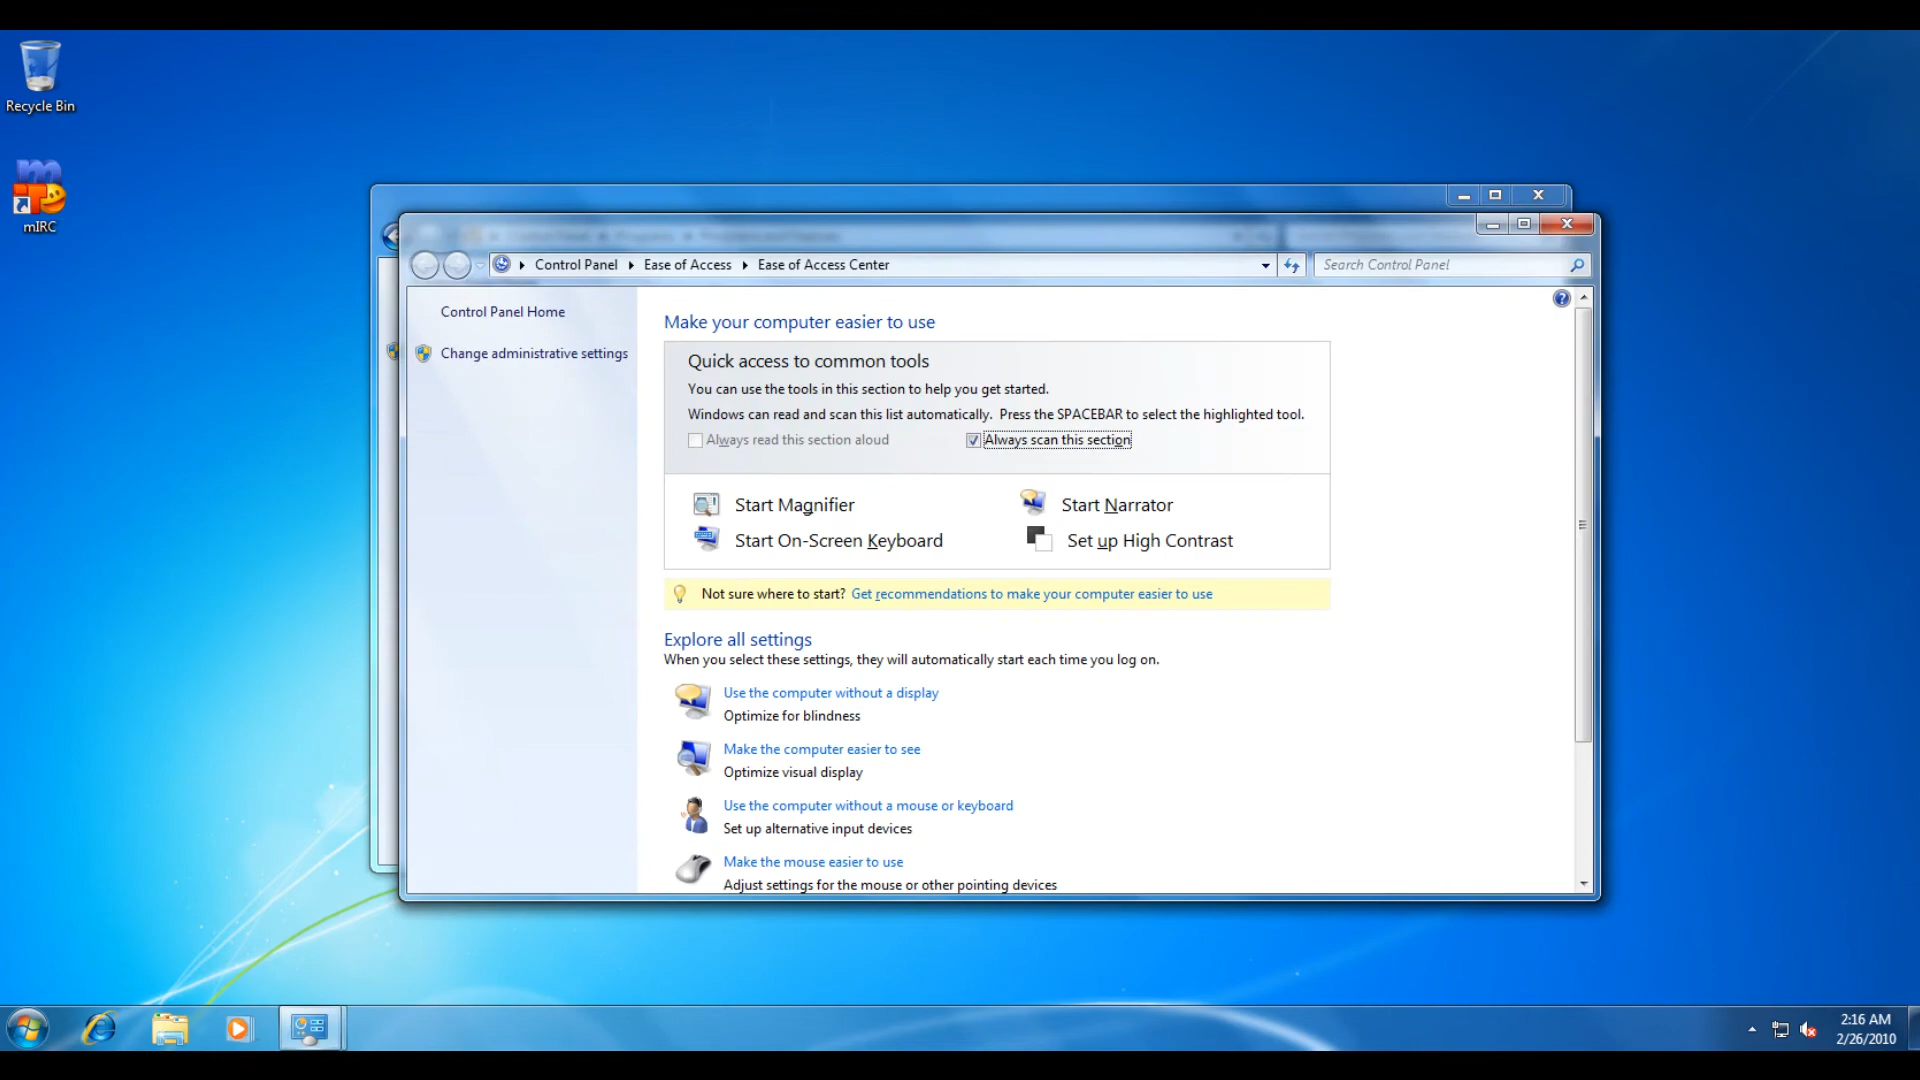 Recycle Bin
mIRC
Control Panel
Ease of Access
Ease of Access Center
Search Control Panel
Control Panel Home
Change administrative settings
Make your computer easier to use
Quick access to common tools
You can use the tools in this section to help you get started.
Windows can read and scan this list automatically. Press the SPACEBAR to select the highlighted tool.
Always read this section aloud
Always scan this section
Start Magnifier
Start Narrator
Start On-Screen Keyboard
Set up High Contrast
Not sure where to start? Get recommendations to make your computer easier to use
Explore all settings
When you select these settings, they will automatically start each time you log on.
Use the computer without a display
Optimize for blindness
Make the computer easier to see
Optimize visual display
Use the computer without a mouse or keyboard
Set up alternative input devices
Make the mouse easier to use
Adjust settings for the mouse or other pointing devices
2:16 AM
2/26/2010